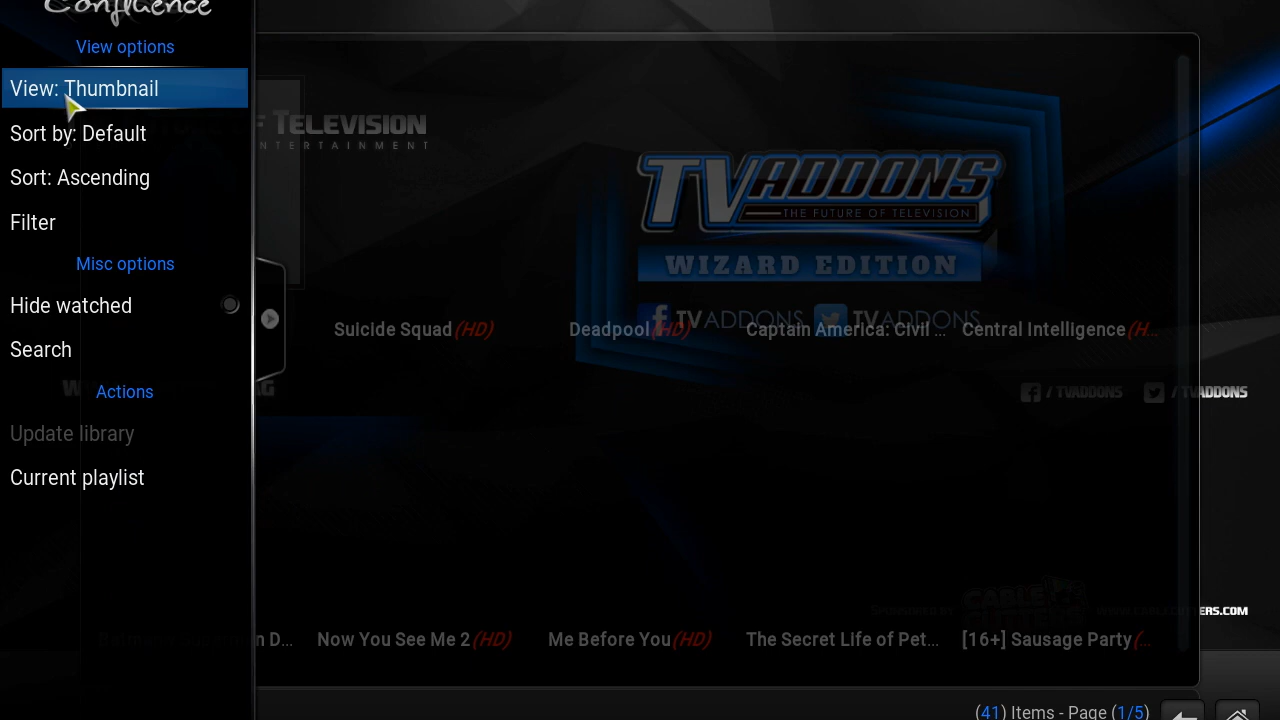 Confluence
View options
View: Thumbnail
Sort by: Default
Sort: Ascending
Filter
Misc options
Hide watched
Search
Actions
Update library
Current playlist
F TELEVISION
NTERTAINMENT
TVADDONS
THE FUTURE OF TELEVISION
WIZARD EDITION
TVADDONS TVADDONS
Suicide Squad (HD) Deadpool (HD) Captain America: Civil ... Central Intelligence (H...
/ TVADDONS / TVADDONS
n D... Now You See Me 2 (HD) Me Before You (HD) The Secret Life of Pet... [16+] Sausage Party (...
(41) Items - Page (1/5)